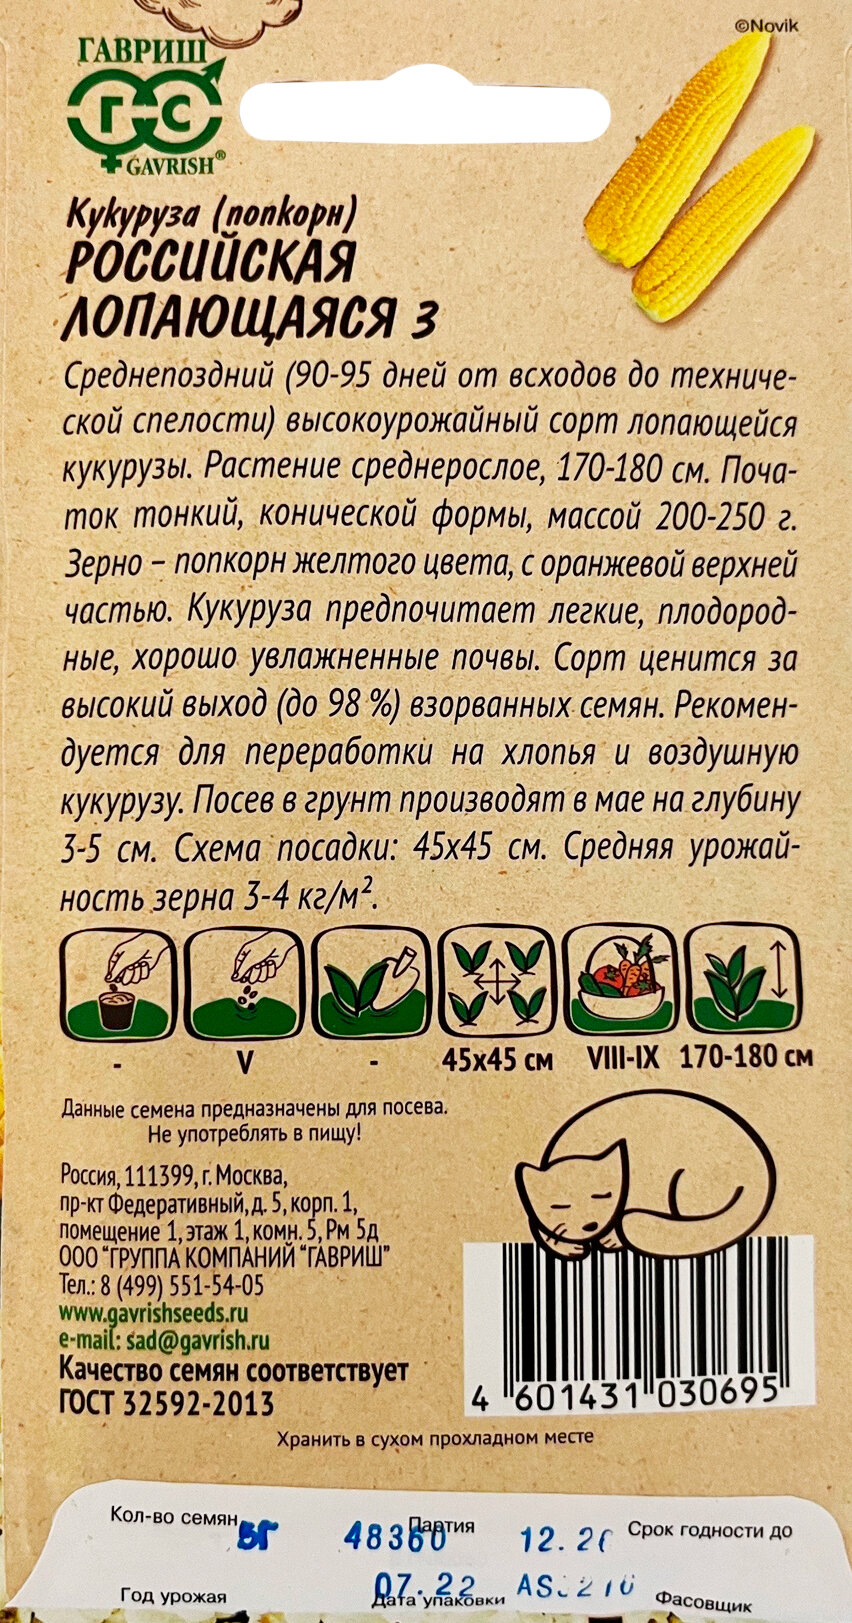 ©Novik
ГАВРИШ
ГС
GAVRISH®
Кукуруза (попкорн)
РОССИЙСКАЯ
ЛОПАЮЩАЯСЯ 3
Среднепоздний (90-95 дней от всходов до техниче-
ской спелости) высокоурожайный сорт лопающейся
кукурузы. Растение среднерослое, 170-180 см. Поча-
ток тонкий, конической формы, массой 200-250 г.
Зерно – попкорн желтого цвета, с оранжевой верхней
частью. Кукуруза предпочитает легкие, плодород-
ные, хорошо увлажненные почвы. Сорт ценится за
высокий выход (до 98 %) взорванных семян. Рекомен-
дуется для переработки на хлопья и воздушную
кукурузу. Посев в грунт производят в мае на глубину
3-5 см. Схема посадки: 45х45 см. Средняя урожай-
ность зерна 3-4 кг/м².
- V - 45х45 см VIII-IX 170-180 см
Данные семена предназначены для посева.
Не употреблять в пищу!
Россия, 111399, г. Москва,
пр-кт Федеративный, д. 5, корп. 1,
помещение 1, этаж 1, комн. 5, Рм 5д
ООО "ГРУППА КОМПАНИЙ "ГАВРИШ"
Тел.: 8 (499) 551-54-05
www.gavrishseeds.ru
e-mail: sad@gavrish.ru
Качество семян соответствует
ГОСТ 32592-2013
4 601431 030695
Хранить в сухом прохладном месте
Кол-во семян 5Г 48360 Партия Срок годности до
Год урожая 07.22 Дата упаковки Фасовщик